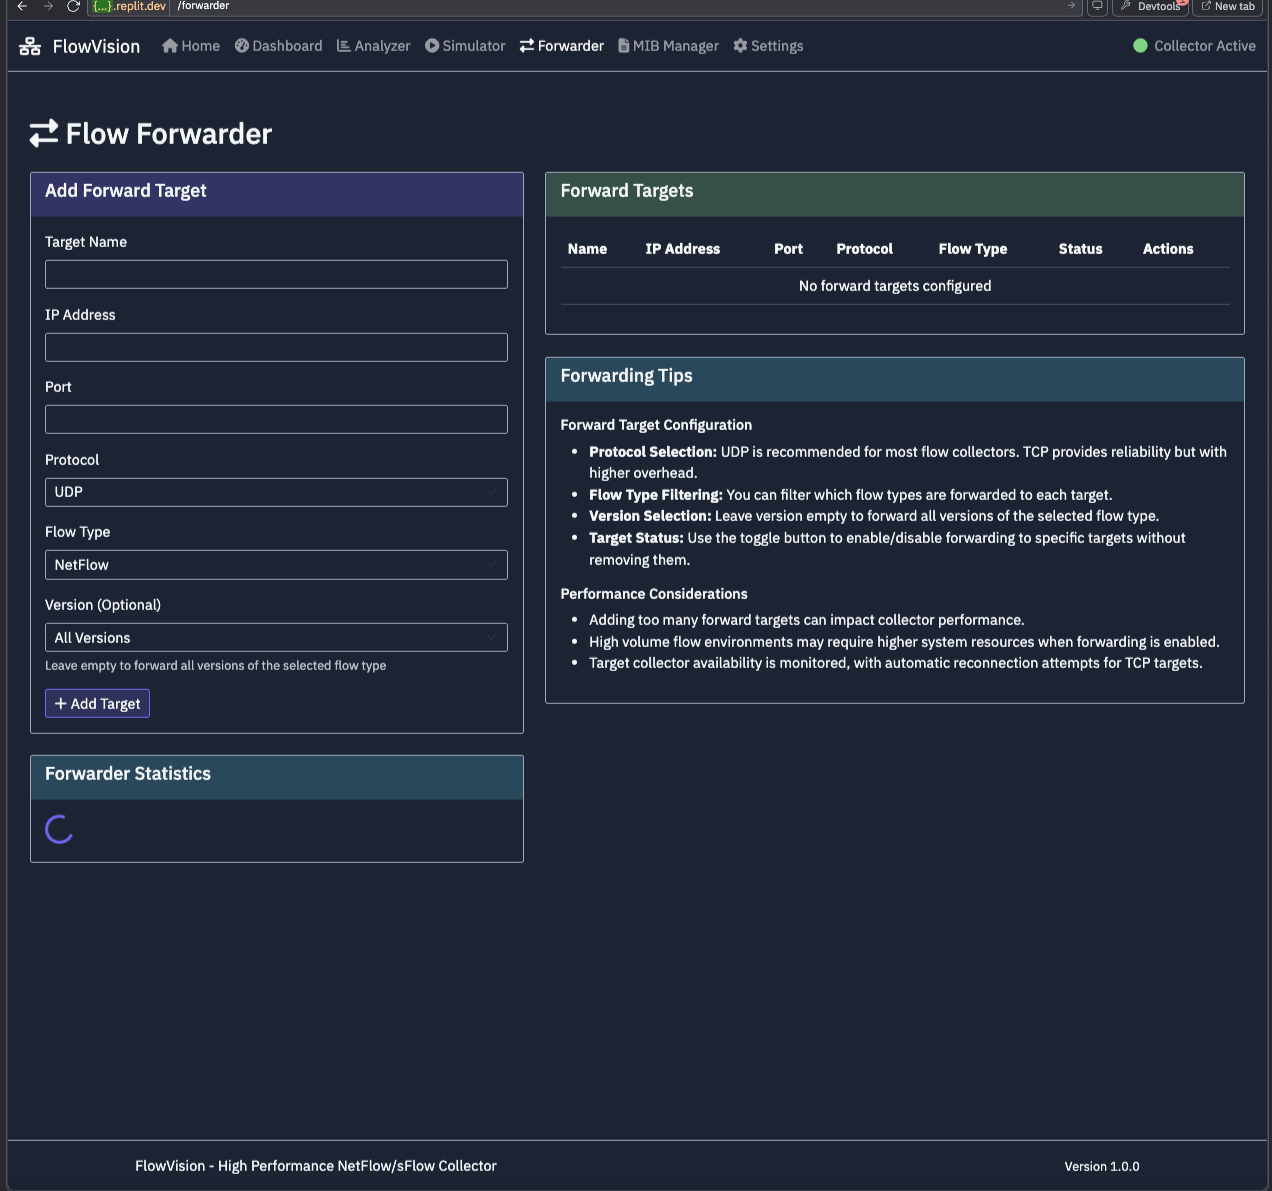 {...}.replit.dev /forwarder
Devtools
New tab
FlowVision Home Dashboard Analyzer Simulator Forwarder MIB Manager Settings Collector Active
Flow Forwarder
Add Forward Target
Target Name
IP Address
Port
Protocol
UDP
Flow Type
NetFlow
Version (Optional)
All Versions
Leave empty to forward all versions of the selected flow type
+ Add Target
Forwarder Statistics
Forward Targets
Name IP Address Port Protocol Flow Type Status Actions
No forward targets configured
Forwarding Tips
Forward Target Configuration
• Protocol Selection: UDP is recommended for most flow collectors. TCP provides reliability but with
higher overhead.
• Flow Type Filtering: You can filter which flow types are forwarded to each target.
• Version Selection: Leave version empty to forward all versions of the selected flow type.
• Target Status: Use the toggle button to enable/disable forwarding to specific targets without
removing them.
Performance Considerations
• Adding too many forward targets can impact collector performance.
• High volume flow environments may require higher system resources when forwarding is enabled.
• Target collector availability is monitored, with automatic reconnection attempts for TCP targets.
FlowVision - High Performance NetFlow/sFlow Collector
Version 1.0.0